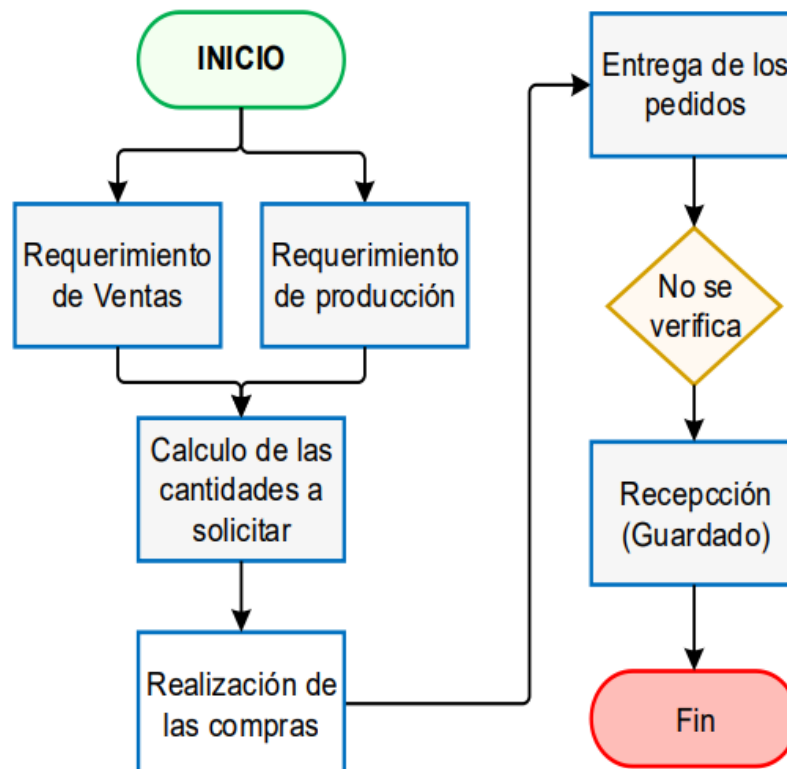 INICIO
Requerimiento
de Ventas
Requerimiento
de producción
Calculo de las
cantidades a
solicitar
Realización de
las compras
Entrega de los
pedidos
No se
verifica
Recepcción
(Guardado)
Fin